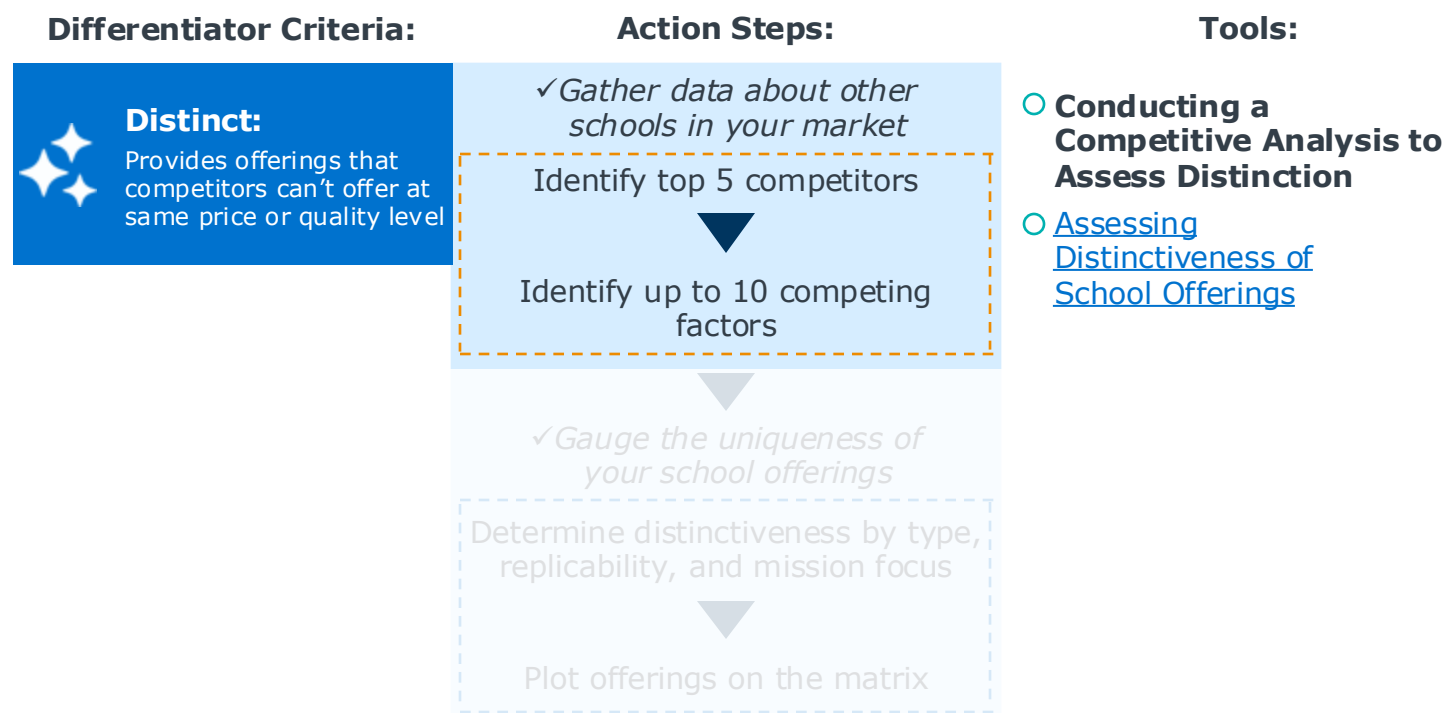 Differentiator Criteria:
Action Steps:
Tools:
Distinct:
Provides offerings that
competitors can’t offer at
same price or quality level
✓Gather data about other
schools in your market
Identify top 5 competitors
Identify up to 10 competing
factors
✓Gauge the uniqueness of
your school offerings
Determine distinctiveness by type,
replicability, and mission focus
Plot offerings on the matrix
Conducting a
Competitive Analysis to
Assess Distinction
Assessing
Distinctiveness of
School Offerings